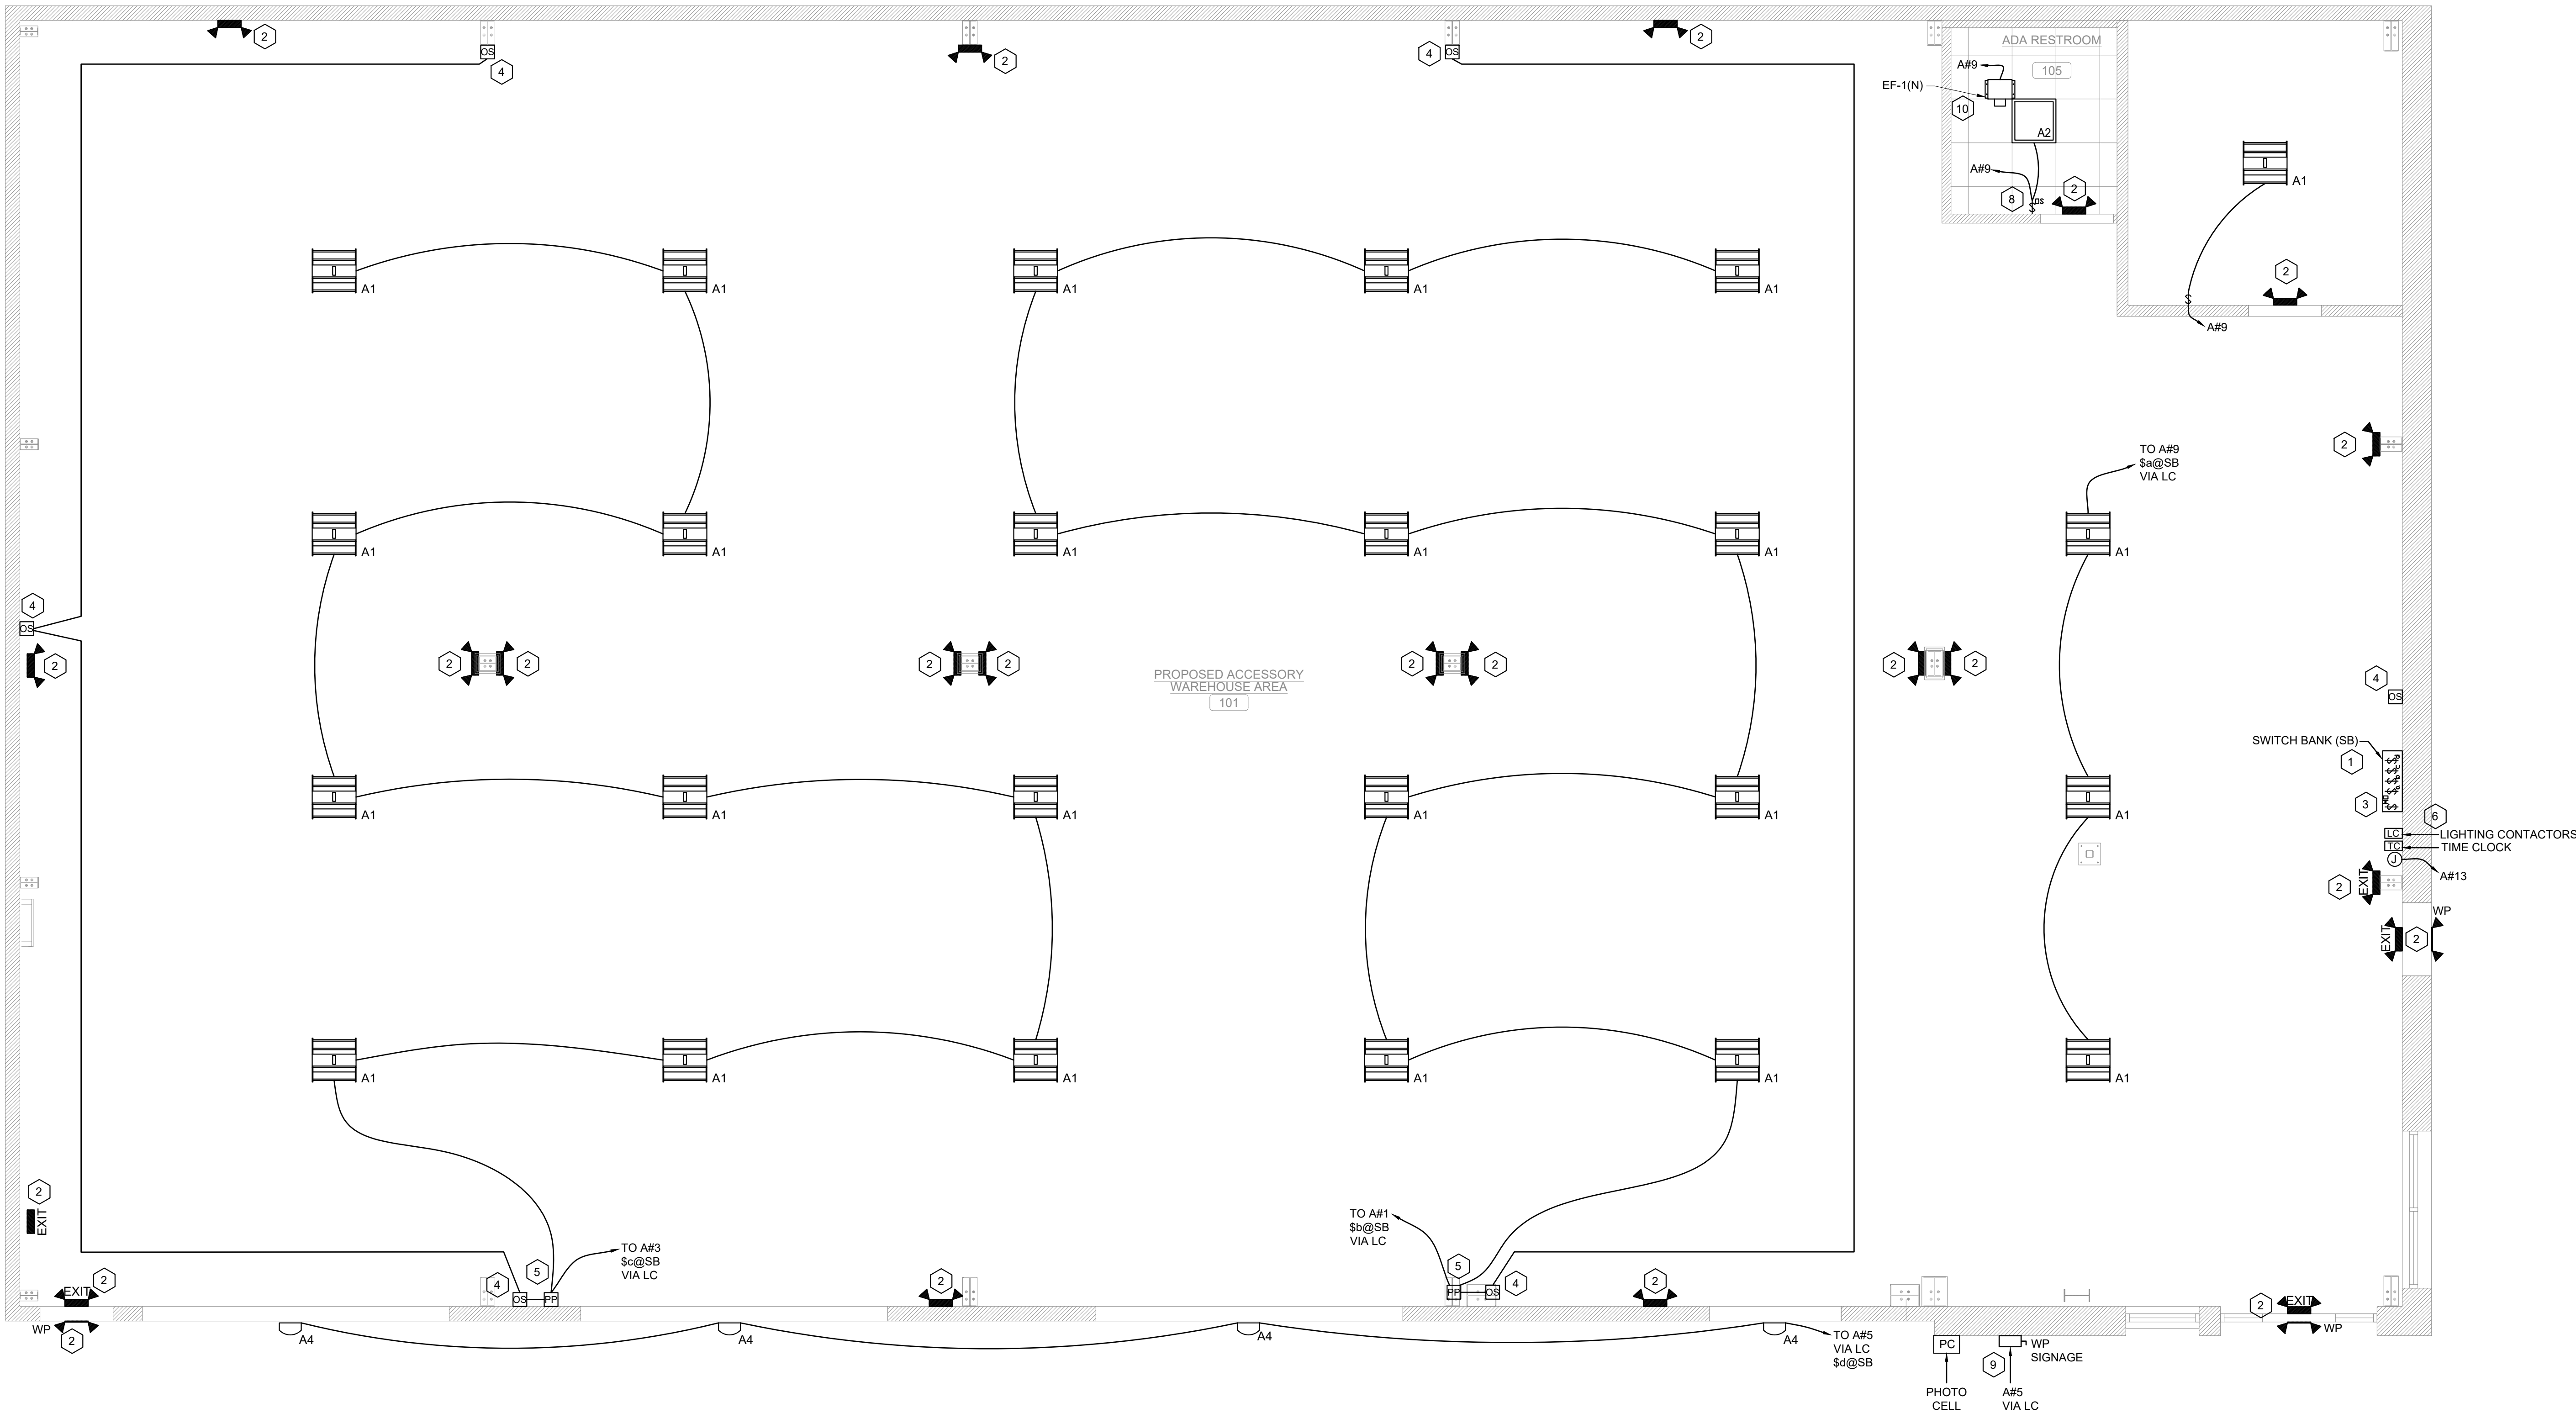 2
2
2
2
OS
4
4
OS
ADA RESTROOM
105
A#9
EF-1(N)
10
A2
A#9
8
$OS
2
A1
2
$
A#9
A1
A1
A1
A1
A1
2
TO A#9
$a@SB
VIA LC
A1
A1
A1
A1
A1
A1
4
OS
2
2
2
2
2
2
2
2
2
PROPOSED ACCESSORY
WAREHOUSE AREA
101
4
OS
SWITCH BANK (SB)
1
3
6
LC
LIGHTING CONTACTORS
TC
TIME CLOCK
J
A#13
A1
A1
A1
A1
A1
A1
2
EXIT
WP
EXIT
2
A1
A1
A1
A1
A1
A1
2
EXIT
TO A#3
$c@SB
VIA LC
TO A#1
$b@SB
VIA LC
EXIT
2
4
5
OS
PP
2
5
PP
OS
4
2
2
EXIT
WP
2
A4
A4
A4
A4
TO A#5
VIA LC
$d@SB
PC
PHOTO
CELL
9
WP
SIGNAGE
A#5
VIA LC
WP